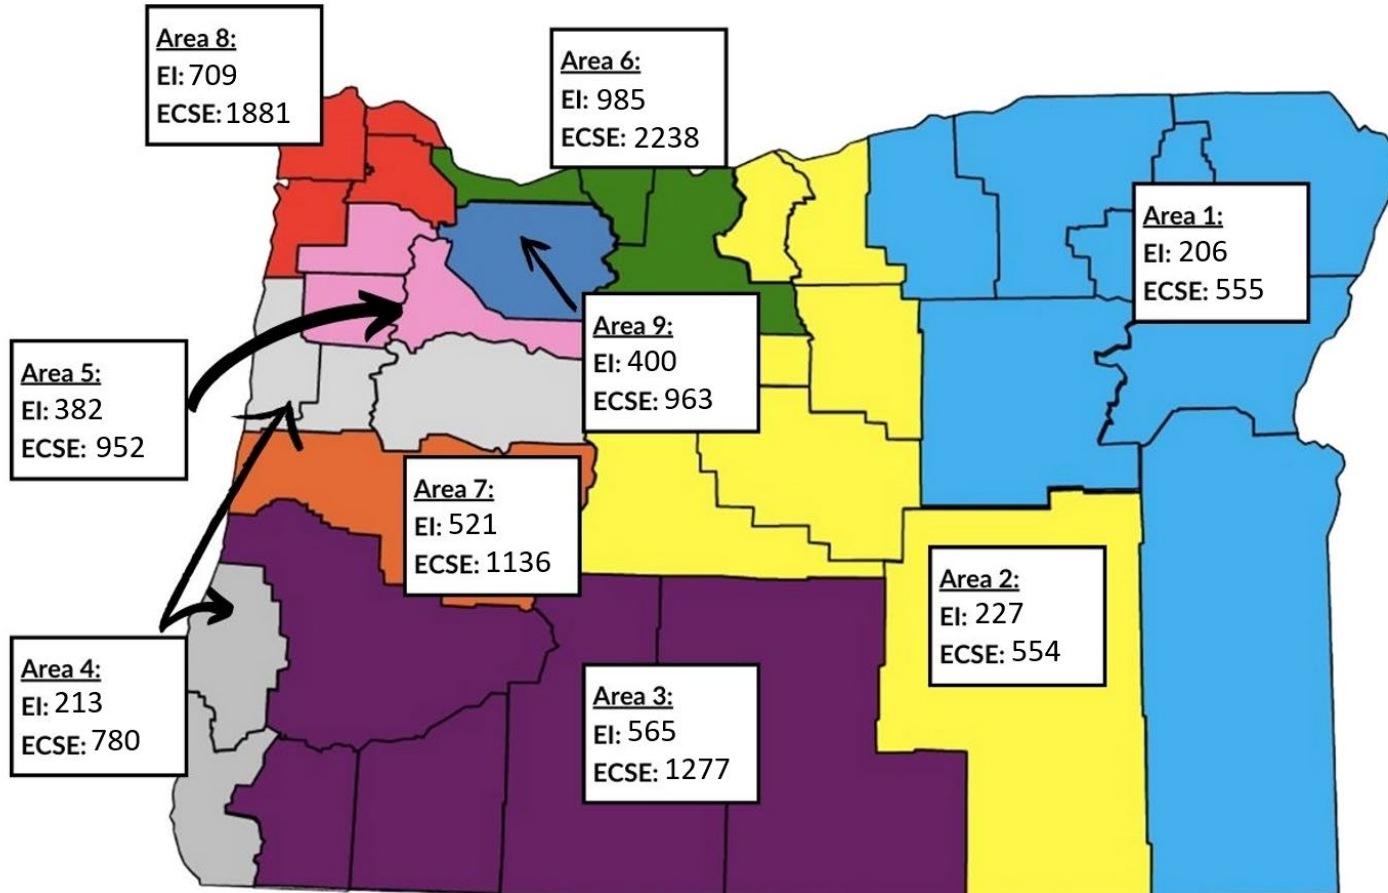 Area 8:
EI: 709
ECSE: 1881
Area 6:
EI: 985
ECSE: 2238
Area 1:
EI: 206
ECSE: 555
Area 9:
EI: 400
ECSE: 963
Area 5:
EI: 382
ECSE: 952
Area 7:
EI: 521
ECSE: 1136
Area 2:
EI: 227
ECSE: 554
Area 4:
EI: 213
ECSE: 780
Area 3:
EI: 565
ECSE: 1277